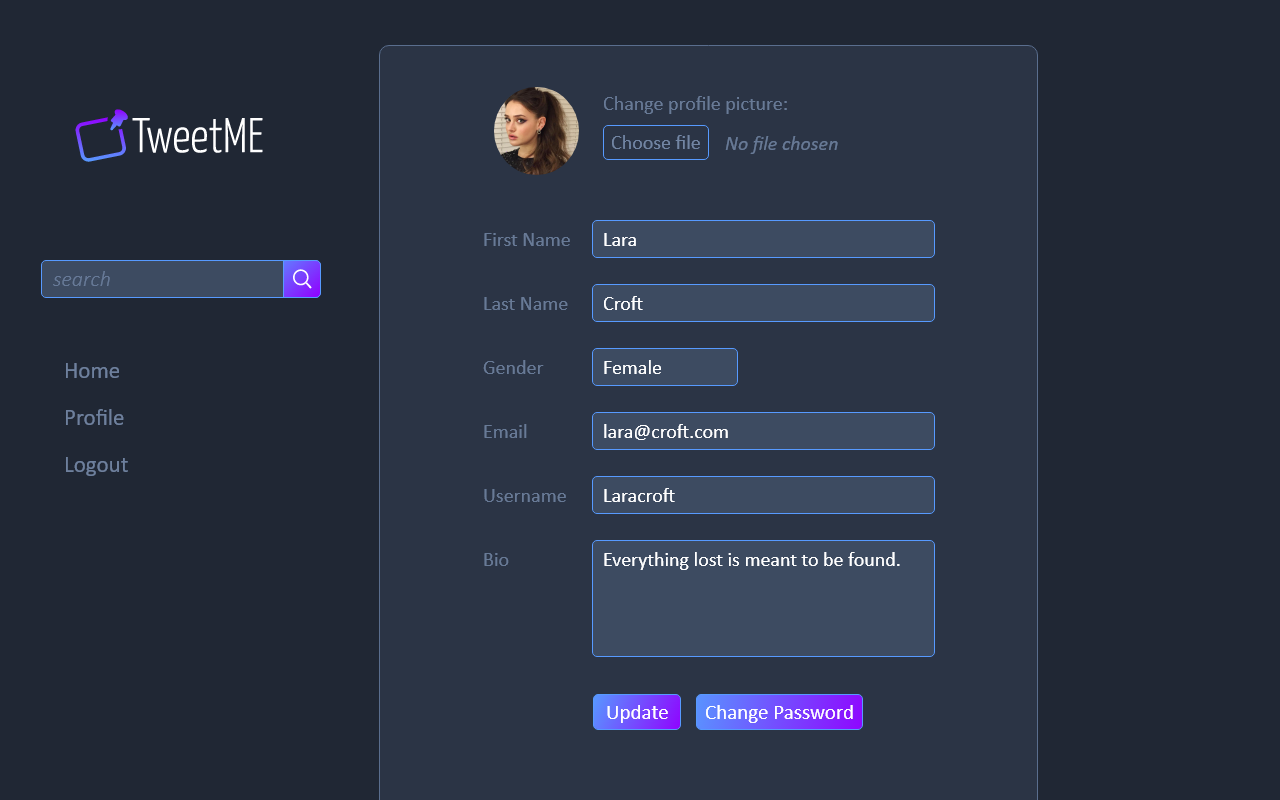 TweetME
search
Home
Profile
Logout
Change profile picture:
Choose file No file chosen
First Name Lara
Last Name Croft
Gender Female
Email lara@croft.com
Username Laracroft
Bio Everything lost is meant to be found.
Update Change Password